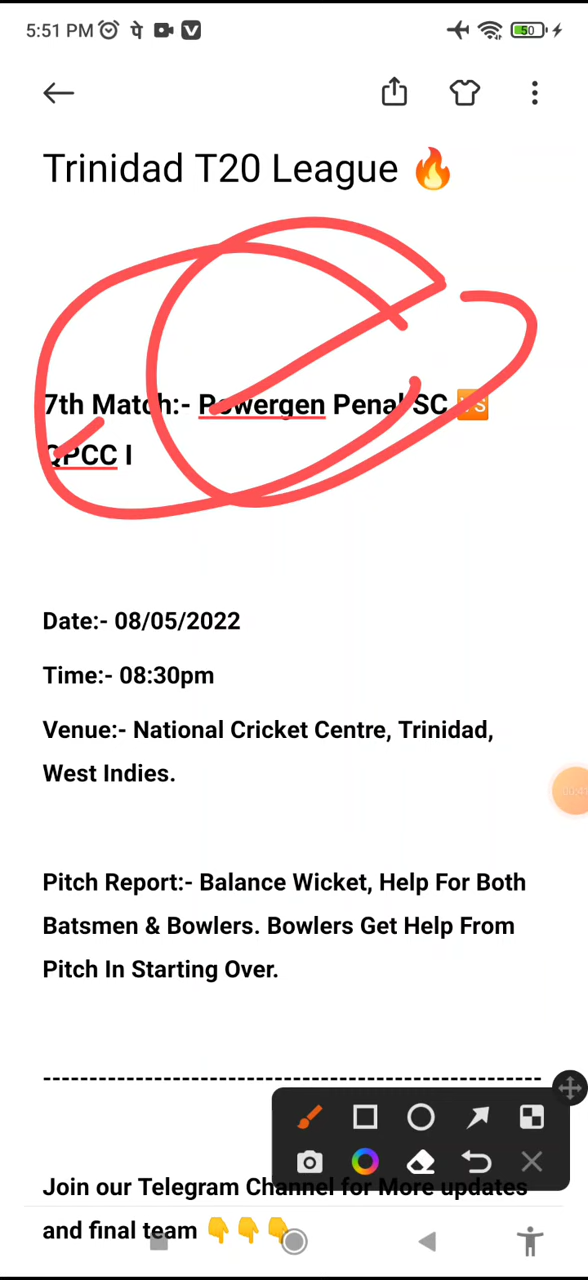 5:51 PM पे V 50
Trinidad T20 League 🔥
7th Match:- Powergen Penal SC 🆚
QPCC I
Date:- 08/05/2022
Time:- 08:30pm
Venue:- National Cricket Centre, Trinidad,
West Indies.
Pitch Report:- Balance Wicket, Help For Both
Batsmen & Bowlers. Bowlers Get Help From
Pitch In Starting Over.
--------------------------------------------------
Join our Telegram Channel for More updates
and final team 👇👇👇